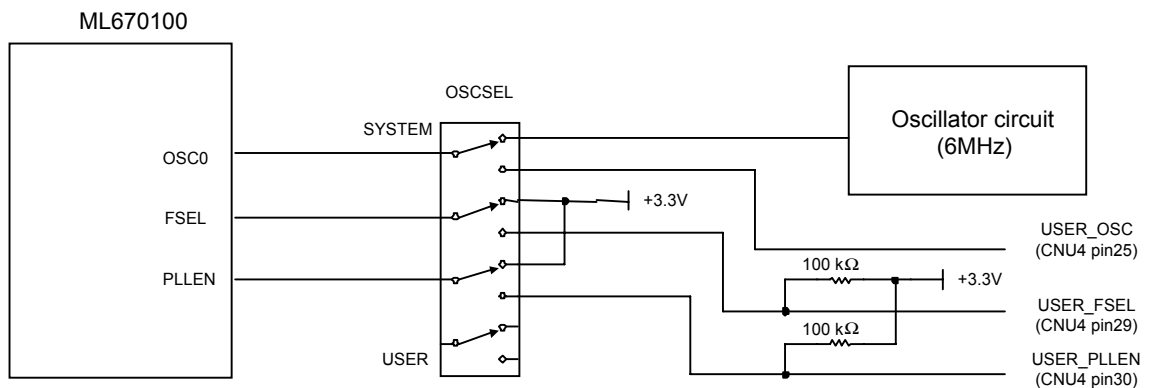 ML670100
OSCSEL
SYSTEM
Oscillator circuit
(6MHz)
OSC0
+3.3V
FSEL
USER_OSC
(CNU4 pin25)
PLLEN
100 kΩ
+3.3V
USER_FSEL
(CNU4 pin29)
100 kΩ
USER
USER_PLLEN
(CNU4 pin30)